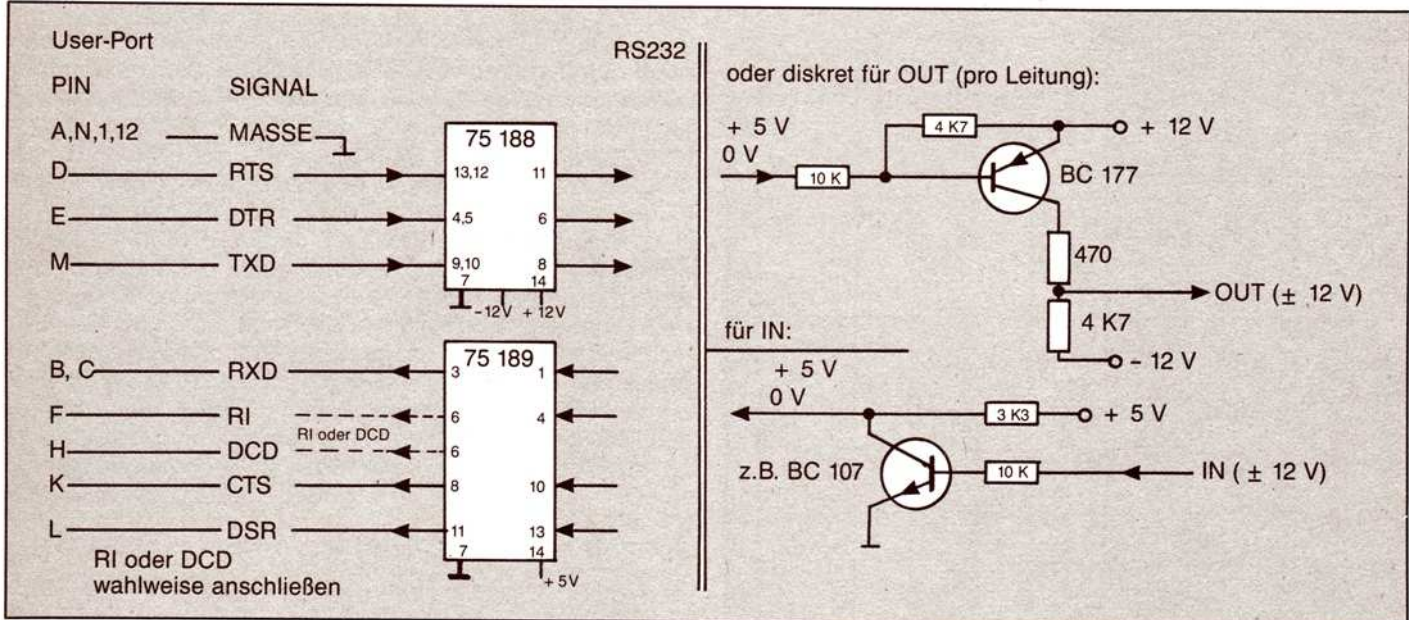 User-Port
RS232
PIN SIGNAL
A,N,1,12 MASSE
75 188
D RTS 13,12 11
E DTR 4,5 6
M TXD 9,10 8
7 14
-12V + 12V
75 189
B, C RXD 3 1
F RI 6 4
RI oder DCD
H DCD 6
K CTS 8 10
L DSR 11 13
7 14
+ 5V
RI oder DCD
wahlweise anschließen
oder diskret für OUT (pro Leitung):
+ 5 V
0 V
4 K7
+ 12 V
10 K
BC 177
470
OUT (± 12 V)
4 K7
- 12 V
für IN:
+ 5 V
0 V
3 K3
+ 5 V
z.B. BC 107
10 K
IN (± 12 V)